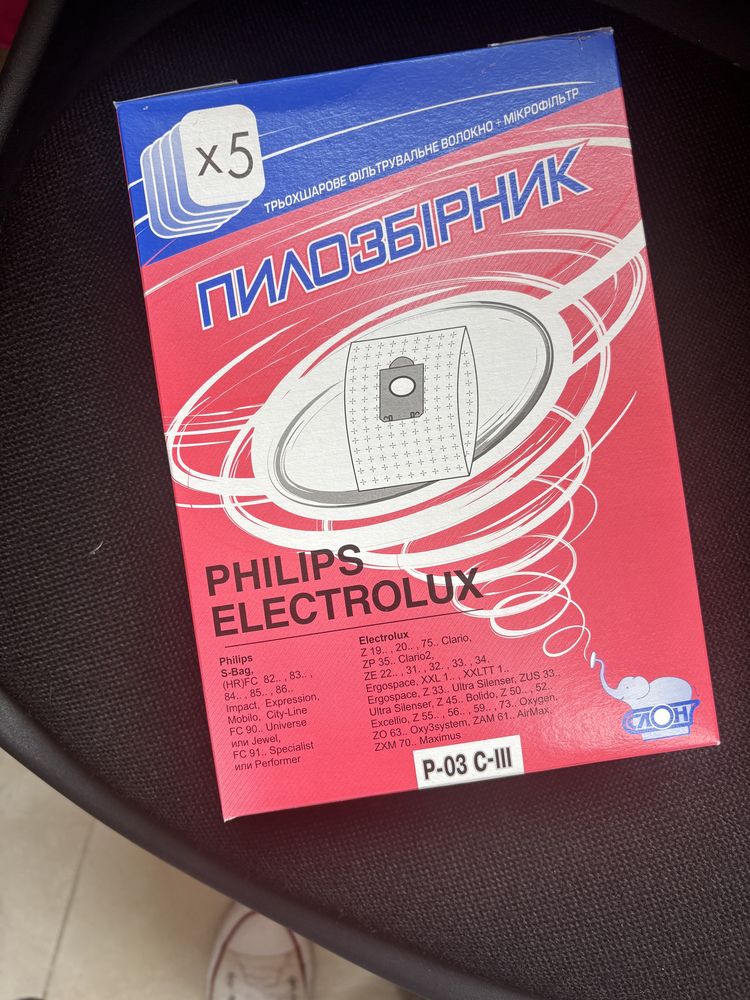 x5
ТРЬОХШАРОВЕ ФІЛЬТРУВАЛЬНЕ ВОЛОКНО + МІКРОФІЛЬТР
ПИЛОЗБІРНИК
PHILIPS
ELECTROLUX
Philips
S-Bag,
(HR)FC 82.. , 83.. ,
84.. , 85.. , 86..
Impact, Expression,
Mobilo, City-Line
FC 90.. Universe
или Jewel,
FC 91.. Specialist
или Performer
Electrolux
Z 19.. , 20.. , 75.. Clario,
ZP 35.. Clario2,
ZE 22.. , 31.. , 32.. , 33.. , 34..
Ergospace, XXL 1.. , XXLTT 1..
Ergospace, Z 33.. Ultra Silenser, ZUS 33..
Ultra Silenser, Z 45.. Bolido, Z 50.. , 52..
Excellio, Z 55.. , 56.. , 59.. , 73.. Oxygen,
ZO 63.. Oxy3system, ZAM 61.. AirMax,
ZXM 70.. Maximus
СЛОН
P-03 C-III